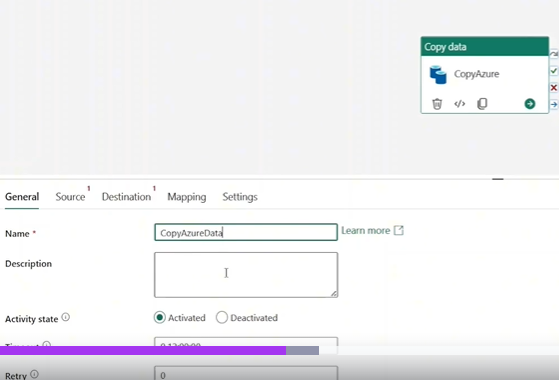 Copy data
CopyAzure
General Source 1 Destination 1 Mapping Settings
Name * CopyAzureData Learn more
Description
Activity state Activated Deactivated
Retry 0